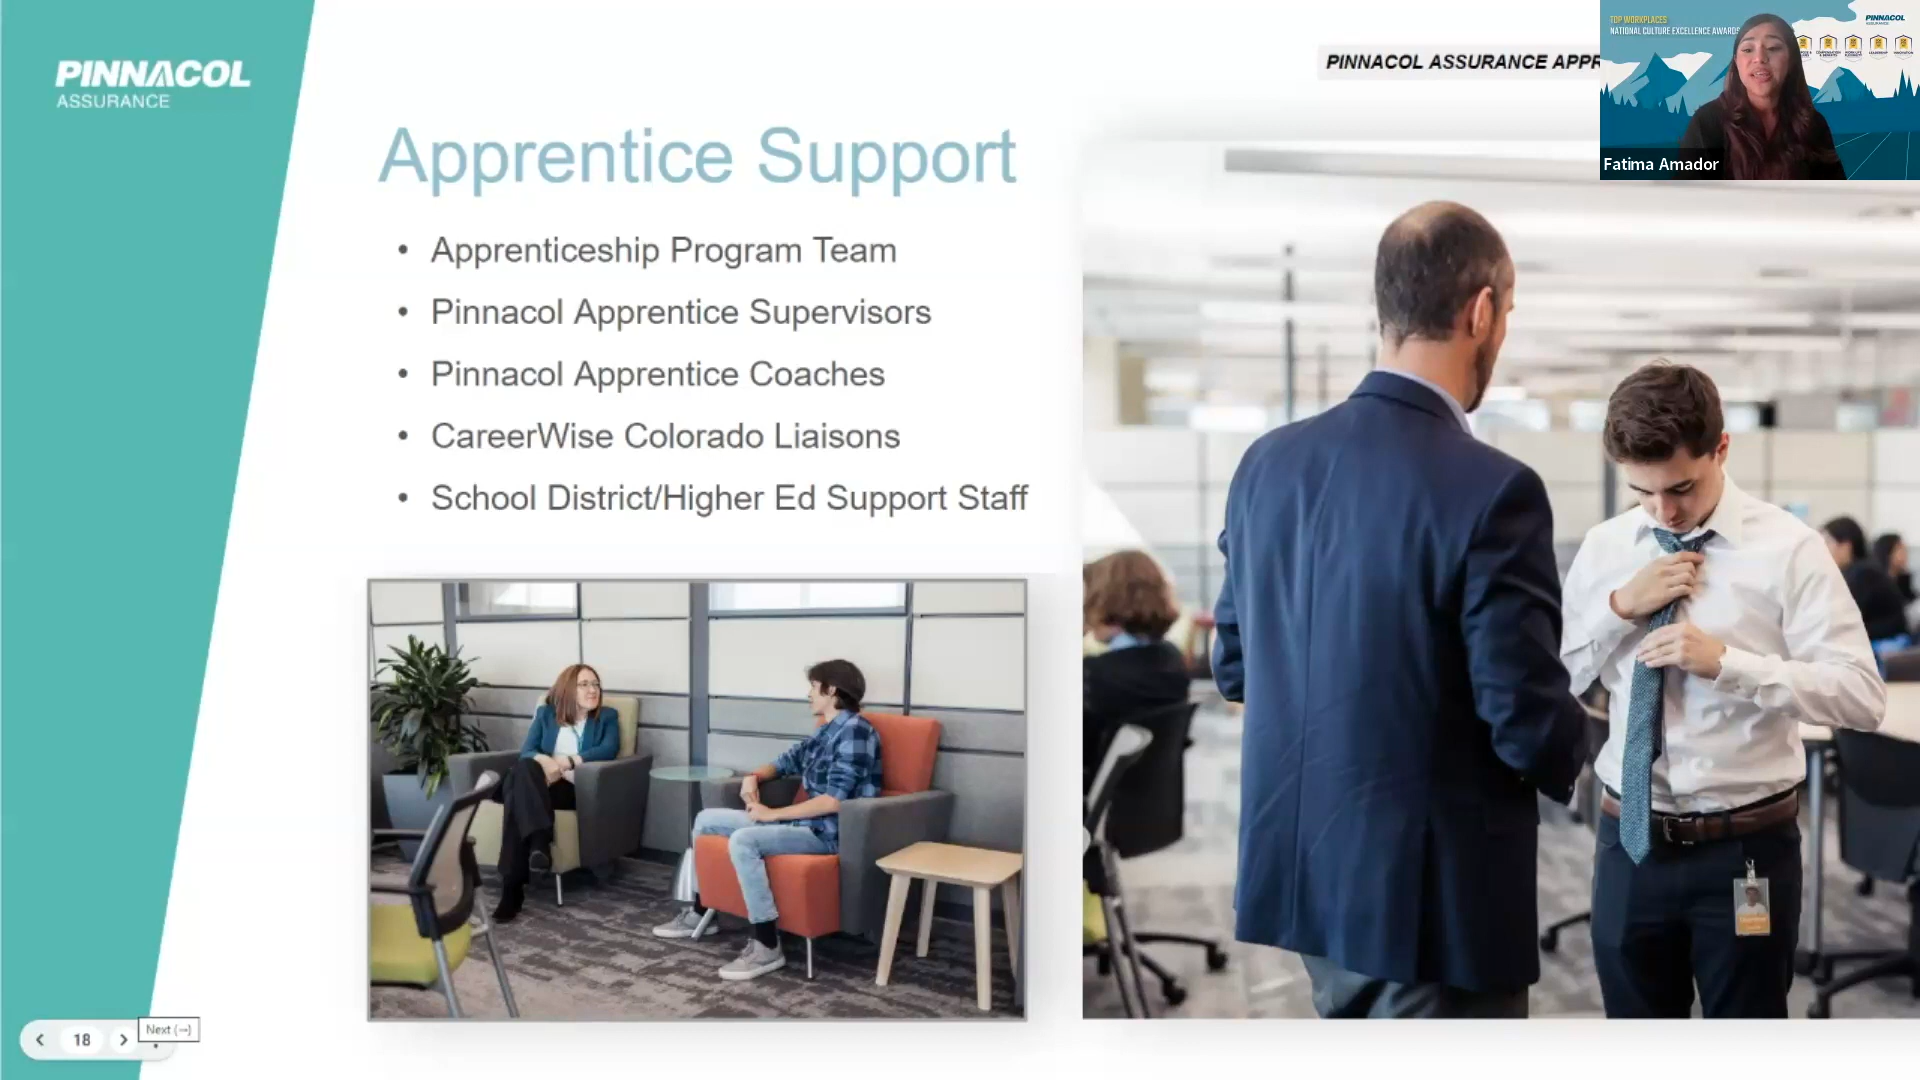 PINNACOL
ASSURANCE
PINNACOL ASSURANCE APPR
TOP WORKPLACES
NATIONAL CULTURE EXCELLENCE AWARDS
PINNACOL
ASSURANCE
Fatima Amador
Apprentice Support
• Apprenticeship Program Team
• Pinnacol Apprentice Supervisors
• Pinnacol Apprentice Coaches
• CareerWise Colorado Liaisons
• School District/Higher Ed Support Staff
18
Next (→)